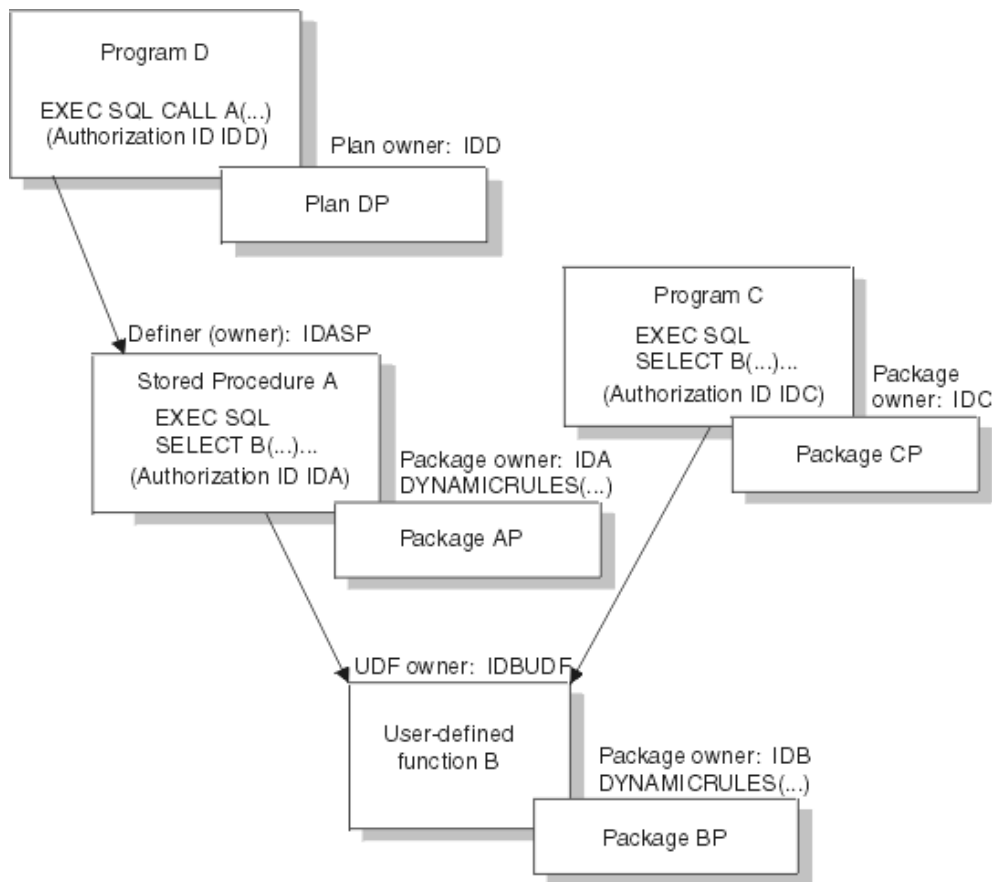 Program D
EXEC SQL CALL A(...)
(Authorization ID IDD)
Plan owner: IDD
Plan DP
Definer (owner): IDASP
Stored Procedure A
EXEC SQL
SELECT B(...)...
(Authorization ID IDA)
Package owner: IDA
DYNAMICRULES(...)
Package AP
Program C
EXEC SQL
SELECT B(...)...
(Authorization ID IDC)
Package
owner: IDC
Package CP
UDF owner: IDBUDF
User-defined
function B
Package owner: IDB
DYNAMICRULES(...)
Package BP